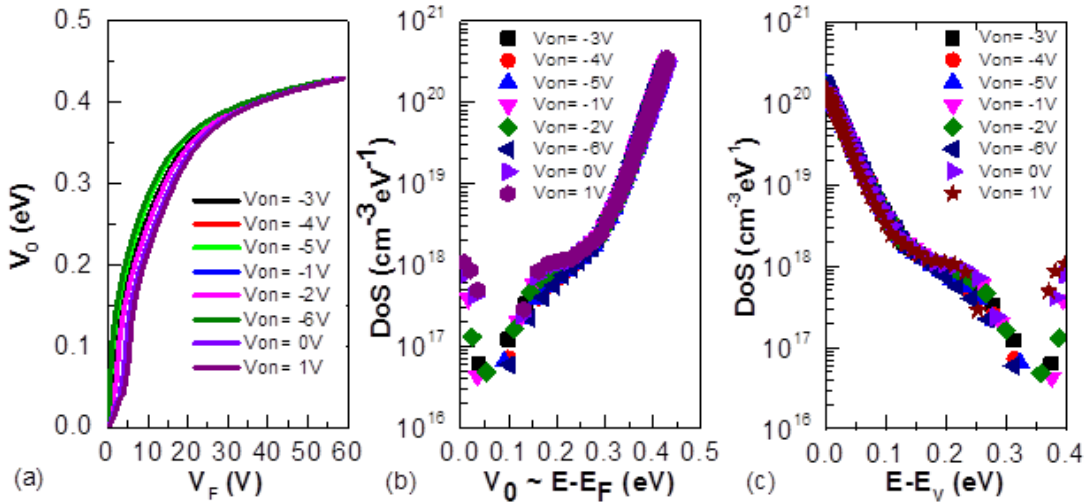 0.5
0.4
0.3
0.2
0.1
0.0
V0 (eV)
Von= -3V
Von= -4V
Von= -5V
Von= -1V
Von= -2V
Von= -6V
Von= 0V
Von= 1V
0 10 20 30 40 50 60
(a) VF (V)
10^21
10^20
10^19
10^18
10^17
10^16
DoS (cm-3 eV-1)
Von= -3V
Von= -4V
Von= -5V
Von= -1V
Von= -2V
Von= -6V
Von= 0V
Von= 1V
0.0 0.1 0.2 0.3 0.4 0.5
(b) V0 ~ E-EF (eV)
10^21
10^20
10^19
10^18
10^17
10^16
DoS (cm-3 eV-1)
Von= -3V
Von= -4V
Von= -5V
Von= -1V
Von= -2V
Von= -6V
Von= 0V
Von= 1V
0.0 0.1 0.2 0.3 0.4
(c) E-Ev (eV)